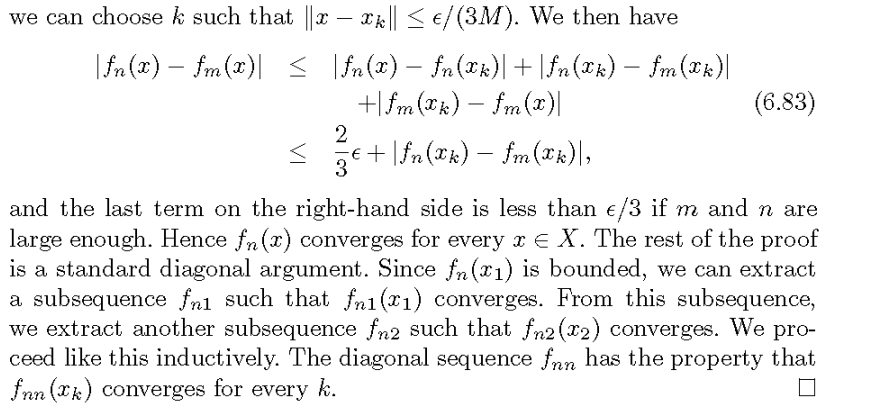 we can choose k such that ‖x − x_k‖ ≤ ϵ/(3M). We then have
|f_n(x) − f_m(x)| ≤ |f_n(x) − f_n(x_k)| + |f_n(x_k) − f_m(x_k)|
+|f_m(x_k) − f_m(x)| (6.83)
≤ \frac{2}{3}ϵ + |f_n(x_k) − f_m(x_k)|,
and the last term on the right-hand side is less than ϵ/3 if m and n are
large enough. Hence f_n(x) converges for every x ∈ X. The rest of the proof
is a standard diagonal argument. Since f_n(x_1) is bounded, we can extract
a subsequence f_{n1} such that f_{n1}(x_1) converges. From this subsequence,
we extract another subsequence f_{n2} such that f_{n2}(x_2) converges. We pro-
ceed like this inductively. The diagonal sequence f_{nn} has the property that
f_{nn}(x_k) converges for every k. □